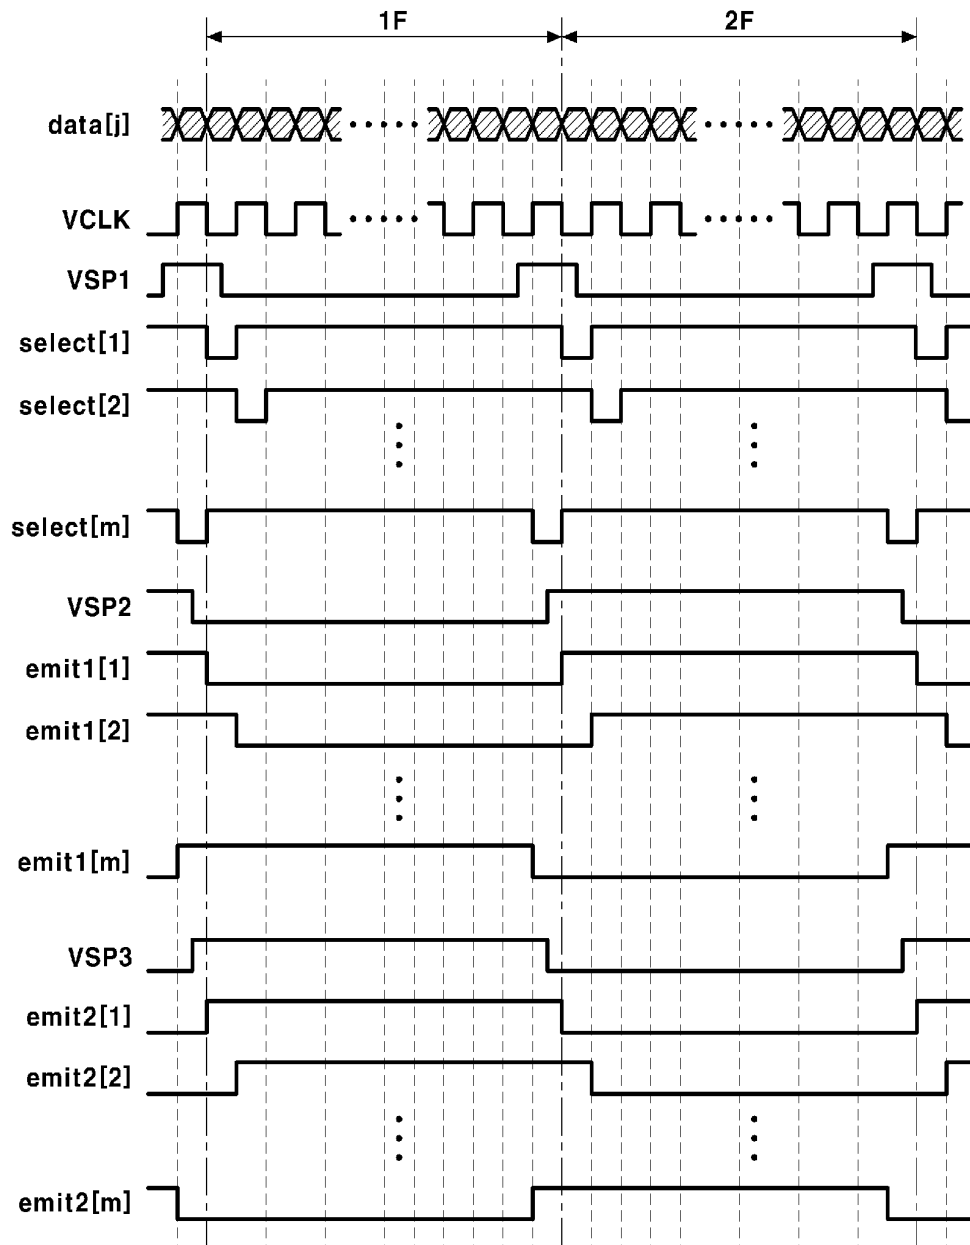 1F 2F
data[j]
VCLK
VSP1
select[1]
select[2]
select[m]
VSP2
emit1[1]
emit1[2]
emit1[m]
VSP3
emit2[1]
emit2[2]
emit2[m]